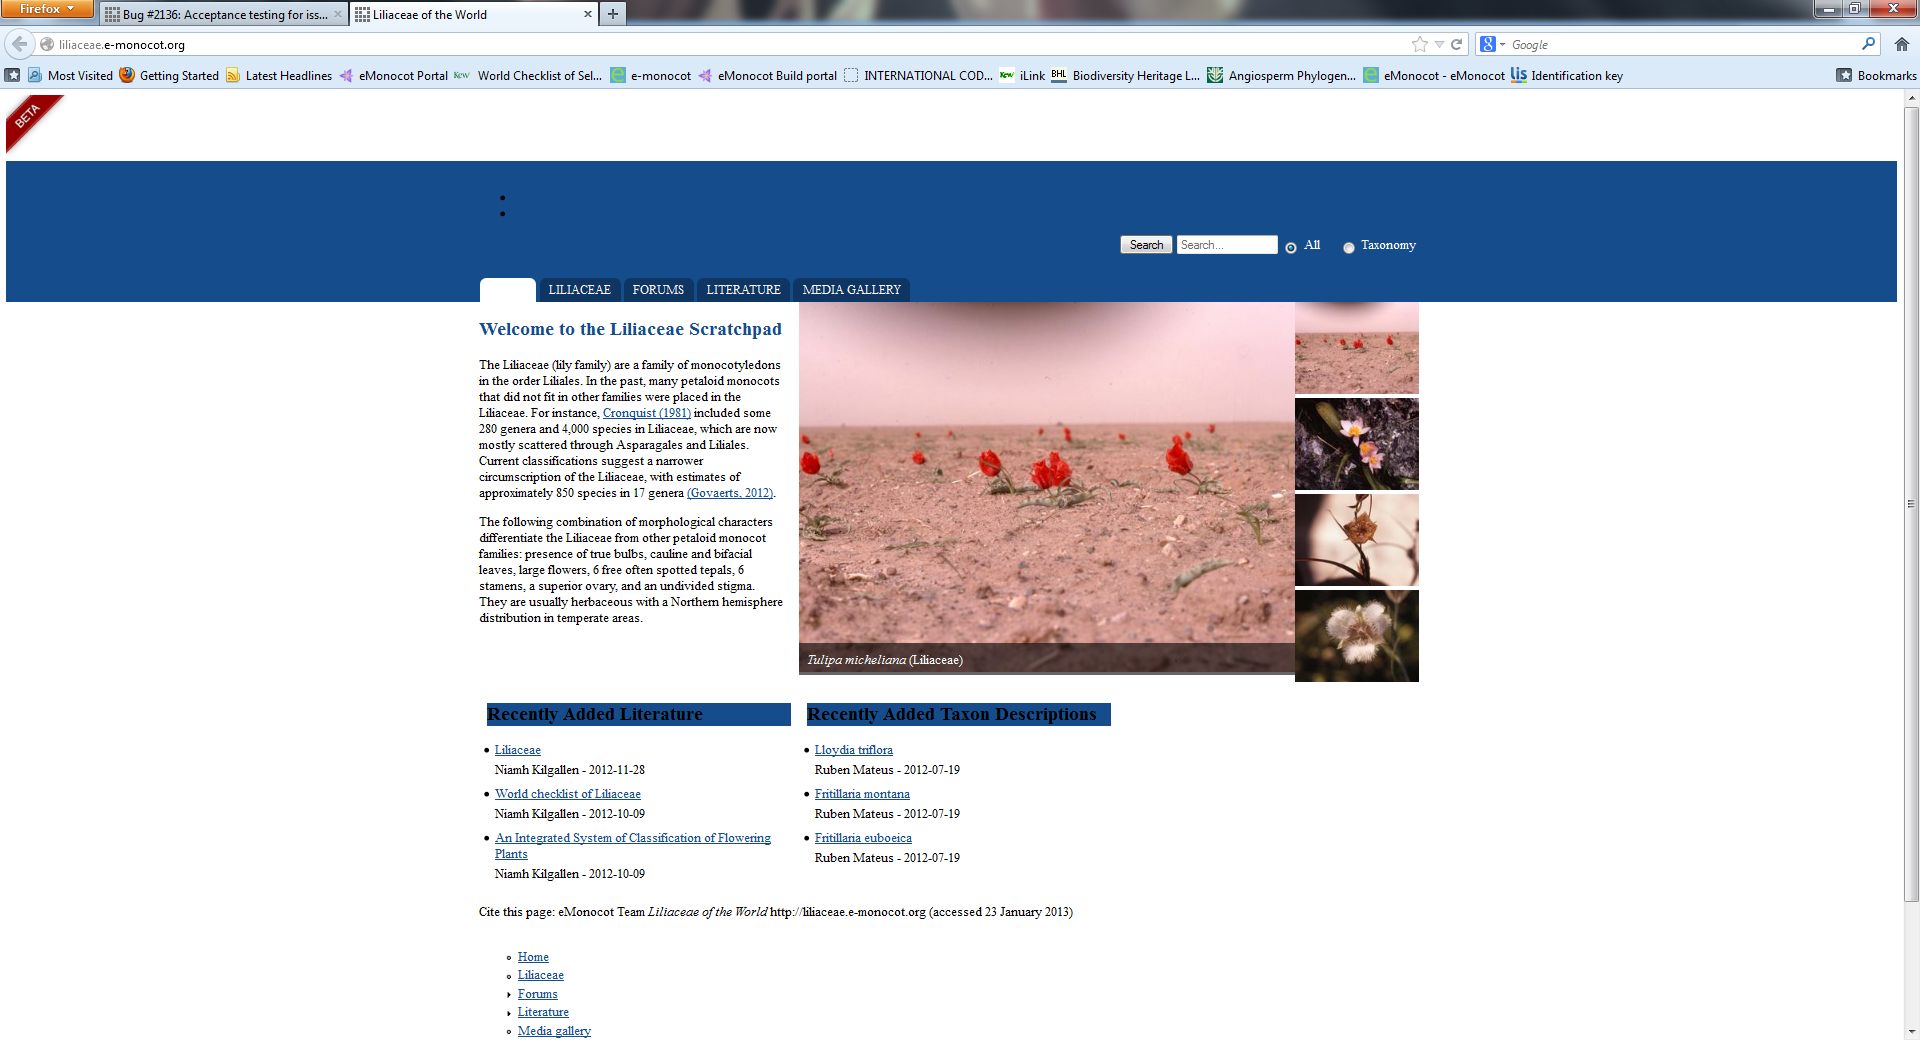 Firefox
Bug #2136: Acceptance testing for iss...
Liliaceae of the World
liliaceae.e-monocot.org
Google
Most Visited
Getting Started
Latest Headlines
eMonocot Portal
Kew World Checklist of Sel...
e-monocot
eMonocot Build portal
INTERNATIONAL COD...
Kew iLink
BHL Biodiversity Heritage L...
Angiosperm Phylogen...
eMonocot - eMonocot
lis Identification key
Bookmarks
BETA
Search
Search...
All
Taxonomy
LILIACEAE
FORUMS
LITERATURE
MEDIA GALLERY
Welcome to the Liliaceae Scratchpad
The Liliaceae (lily family) are a family of monocotyledons
in the order Liliales. In the past, many petaloid monocots
that did not fit in other families were placed in the
Liliaceae. For instance, Cronquist (1981) included some
280 genera and 4,000 species in Liliaceae, which are now
mostly scattered through Asparagales and Liliales.
Current classifications suggest a narrower
circumscription of the Liliaceae, with estimates of
approximately 850 species in 17 genera (Govaerts, 2012).
The following combination of morphological characters
differentiate the Liliaceae from other petaloid monocot
families: presence of true bulbs, cauline and bifacial
leaves, large flowers, 6 free often spotted tepals, 6
stamens, a superior ovary, and an undivided stigma.
They are usually herbaceous with a Northern hemisphere
distribution in temperate areas.
Tulipa micheliana (Liliaceae)
Recently Added Literature
Liliaceae
Niamh Kilgallen - 2012-11-28
World checklist of Liliaceae
Niamh Kilgallen - 2012-10-09
An Integrated System of Classification of Flowering
Plants
Niamh Kilgallen - 2012-10-09
Recently Added Taxon Descriptions
Lloydia triflora
Ruben Mateus - 2012-07-19
Fritillaria montana
Ruben Mateus - 2012-07-19
Fritillaria euboeica
Ruben Mateus - 2012-07-19
Cite this page: eMonocot Team Liliaceae of the World http://liliaceae.e-monocot.org (accessed 23 January 2013)
Home
Liliaceae
Forums
Literature
Media gallery